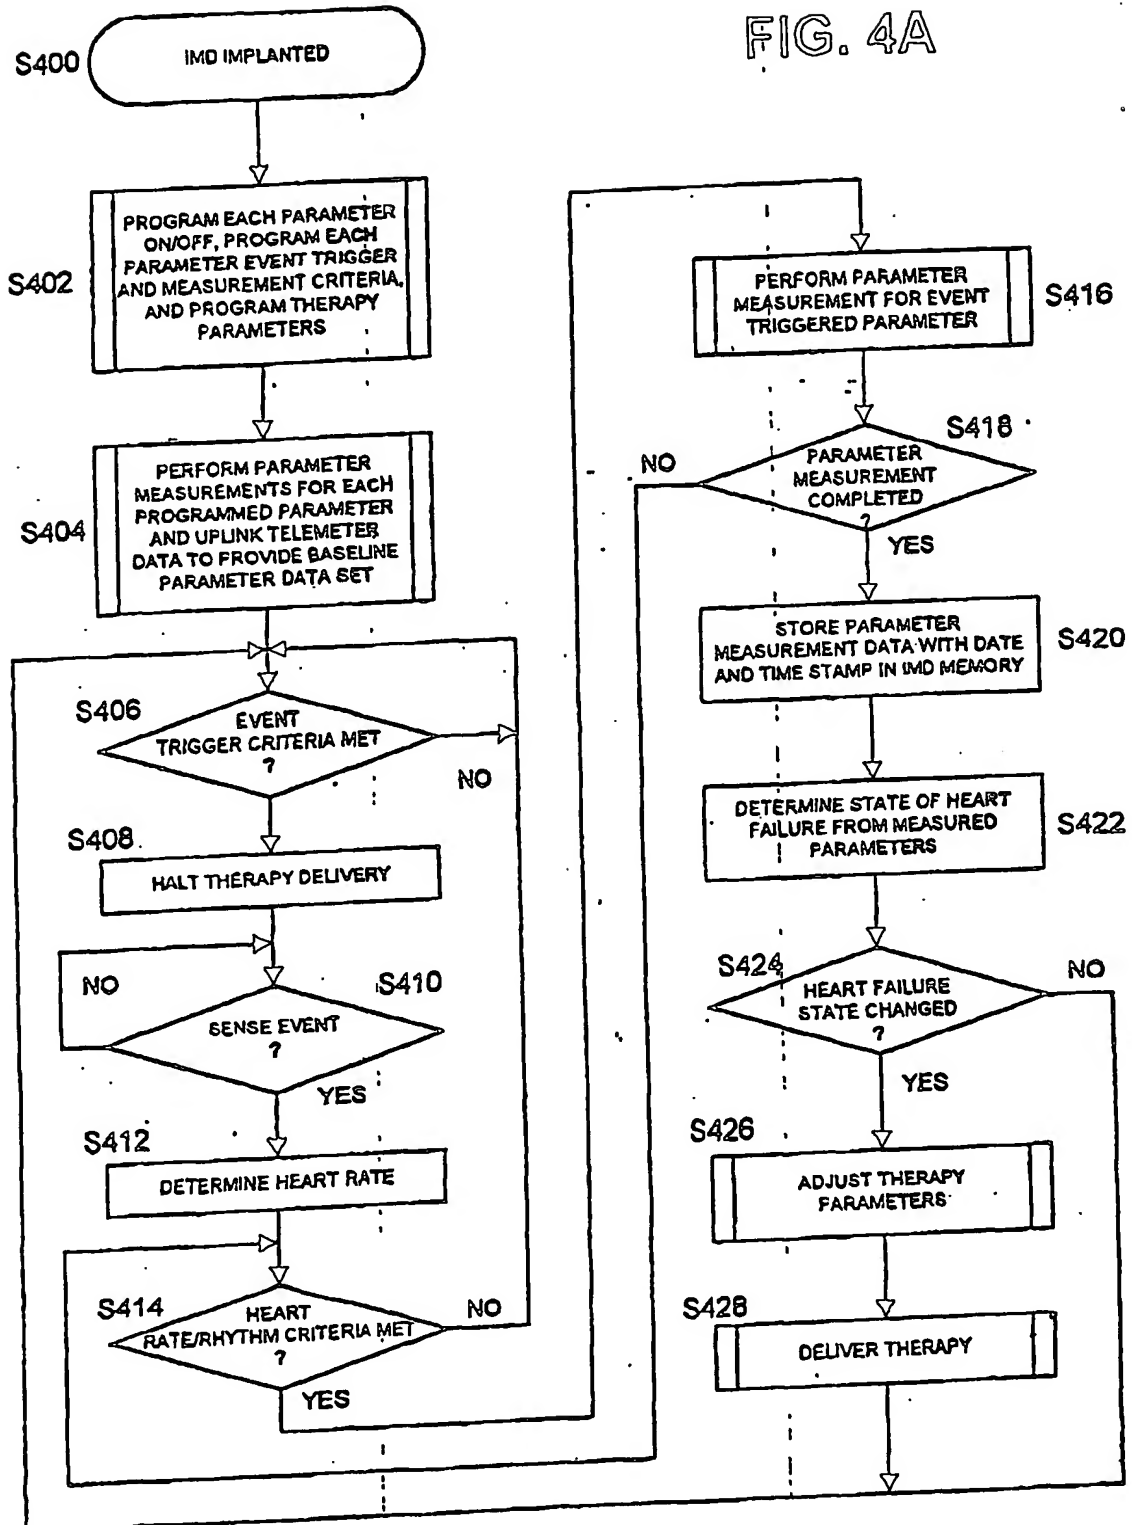 FIG. 4A
S400
IMD IMPLANTED
S402
PROGRAM EACH PARAMETER
ON/OFF, PROGRAM EACH
PARAMETER EVENT TRIGGER
AND MEASUREMENT CRITERIA,
AND PROGRAM THERAPY
PARAMETERS
S404
PERFORM PARAMETER
MEASUREMENTS FOR EACH
PROGRAMMED PARAMETER
AND UPLINK TELEMETER
DATA TO PROVIDE BASELINE
PARAMETER DATA SET
S406
EVENT
TRIGGER CRITERIA MET
?
NO
S408
HALT THERAPY DELIVERY
NO
S410
SENSE EVENT
?
YES
S412
DETERMINE HEART RATE
S414
HEART
RATE/RHYTHM CRITERIA MET
?
NO
YES
PERFORM PARAMETER
MEASUREMENT FOR EVENT
TRIGGERED PARAMETER
S416
S418
NO
PARAMETER
MEASUREMENT
COMPLETED
?
YES
STORE PARAMETER
MEASUREMENT DATA WITH DATE
AND TIME STAMP IN IMD MEMORY
S420
DETERMINE STATE OF HEART
FAILURE FROM MEASURED
PARAMETERS
S422
S424
HEART FAILURE
STATE CHANGED
?
NO
YES
S426
ADJUST THERAPY
PARAMETERS
S428
DELIVER THERAPY